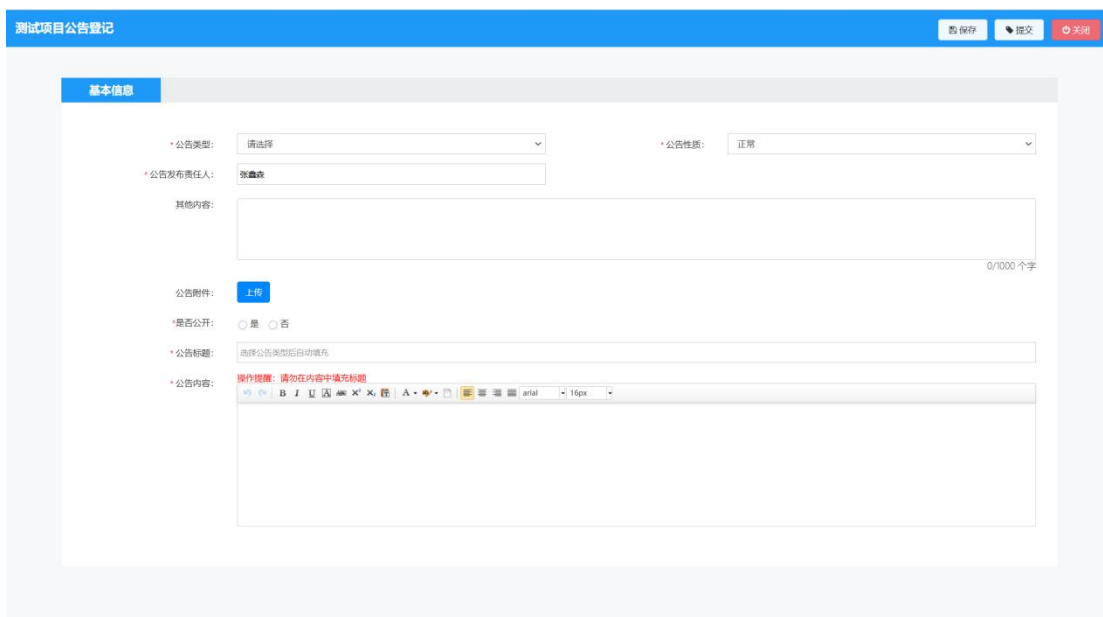 测试项目公告登记
保存 提交 关闭
基本信息
*公告类型: 请选择 *公告性质: 正常
*公告发布责任人: 张鑫森
其他内容:
0/1000 个字
公告附件: 上传
*是否公开: 是 否
*公告标题: 选择公告类型后自动填充
*公告内容: 操作提醒：请勿在内容中填充标题
B I U A ABC X² X₂ A arial 16px